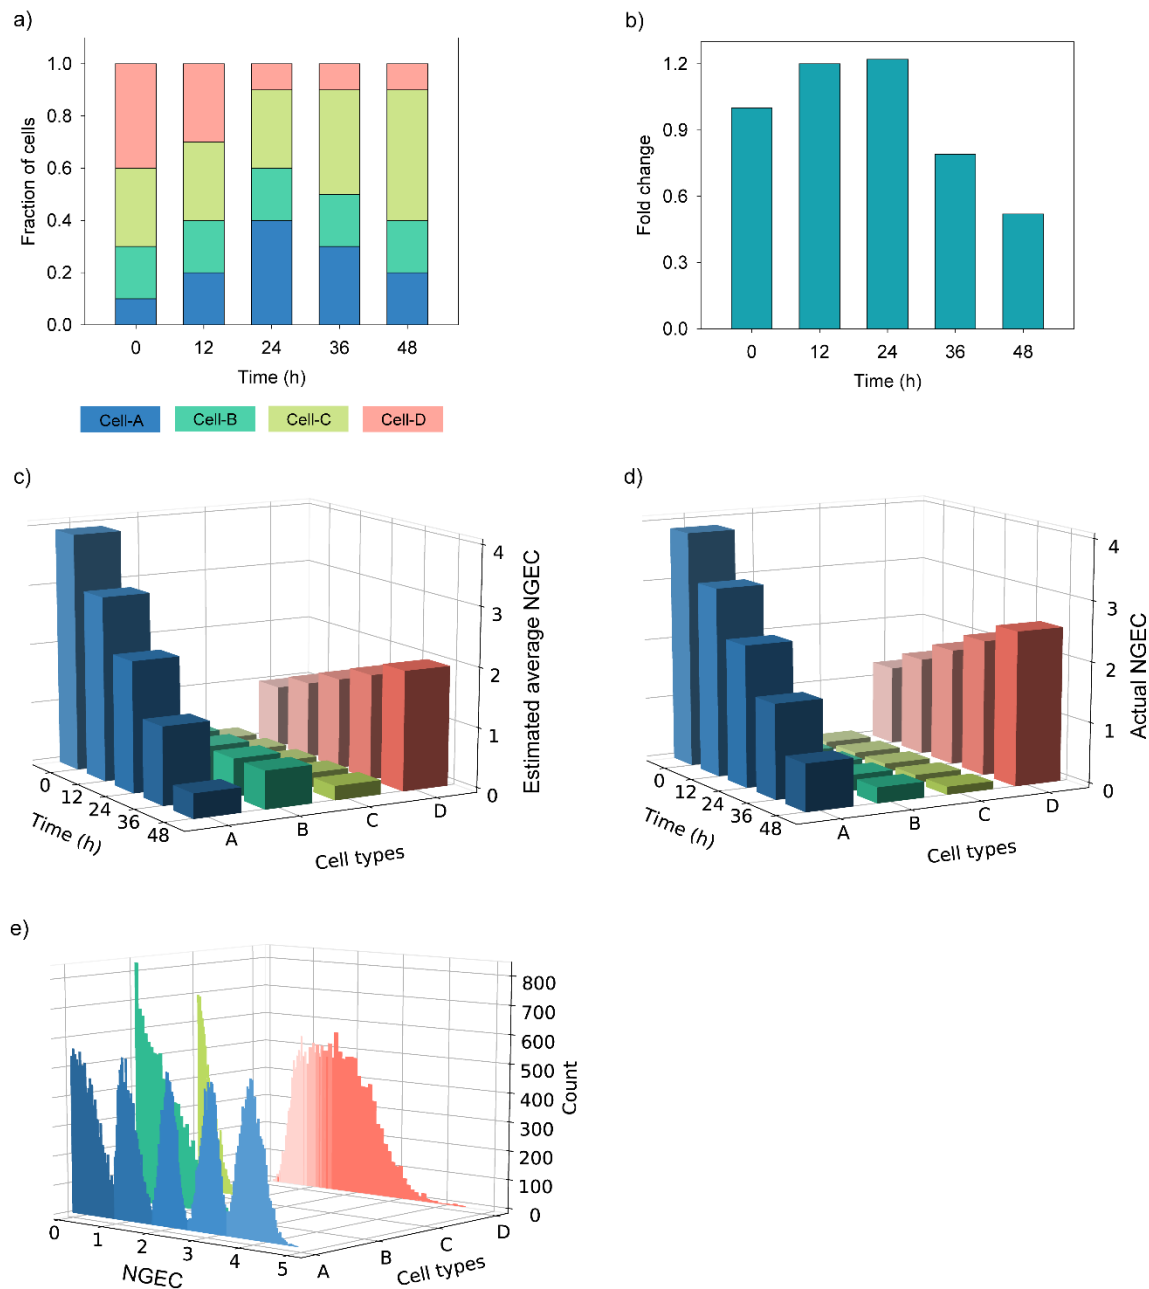 a)
1.0
0.8
0.6
0.4
0.2
0.0
Fraction of cells
0 12 24 36 48
Time (h)
Cell-A Cell-B Cell-C Cell-D
b)
1.2
0.9
0.6
0.3
0.0
Fold change
0 12 24 36 48
Time (h)
c)
4
3
2
1
0
Estimated average NGEC
0
12
24
36
48
Time (h)
A
B
C
D
Cell types
d)
4
3
2
1
0
Actual NGEC
0
12
24
36
48
Time (h)
A
B
C
D
Cell types
e)
800
700
600
500
400
300
200
100
0
Count
0
1
2
3
4
5
NGEC
A
B
C
D
Cell types